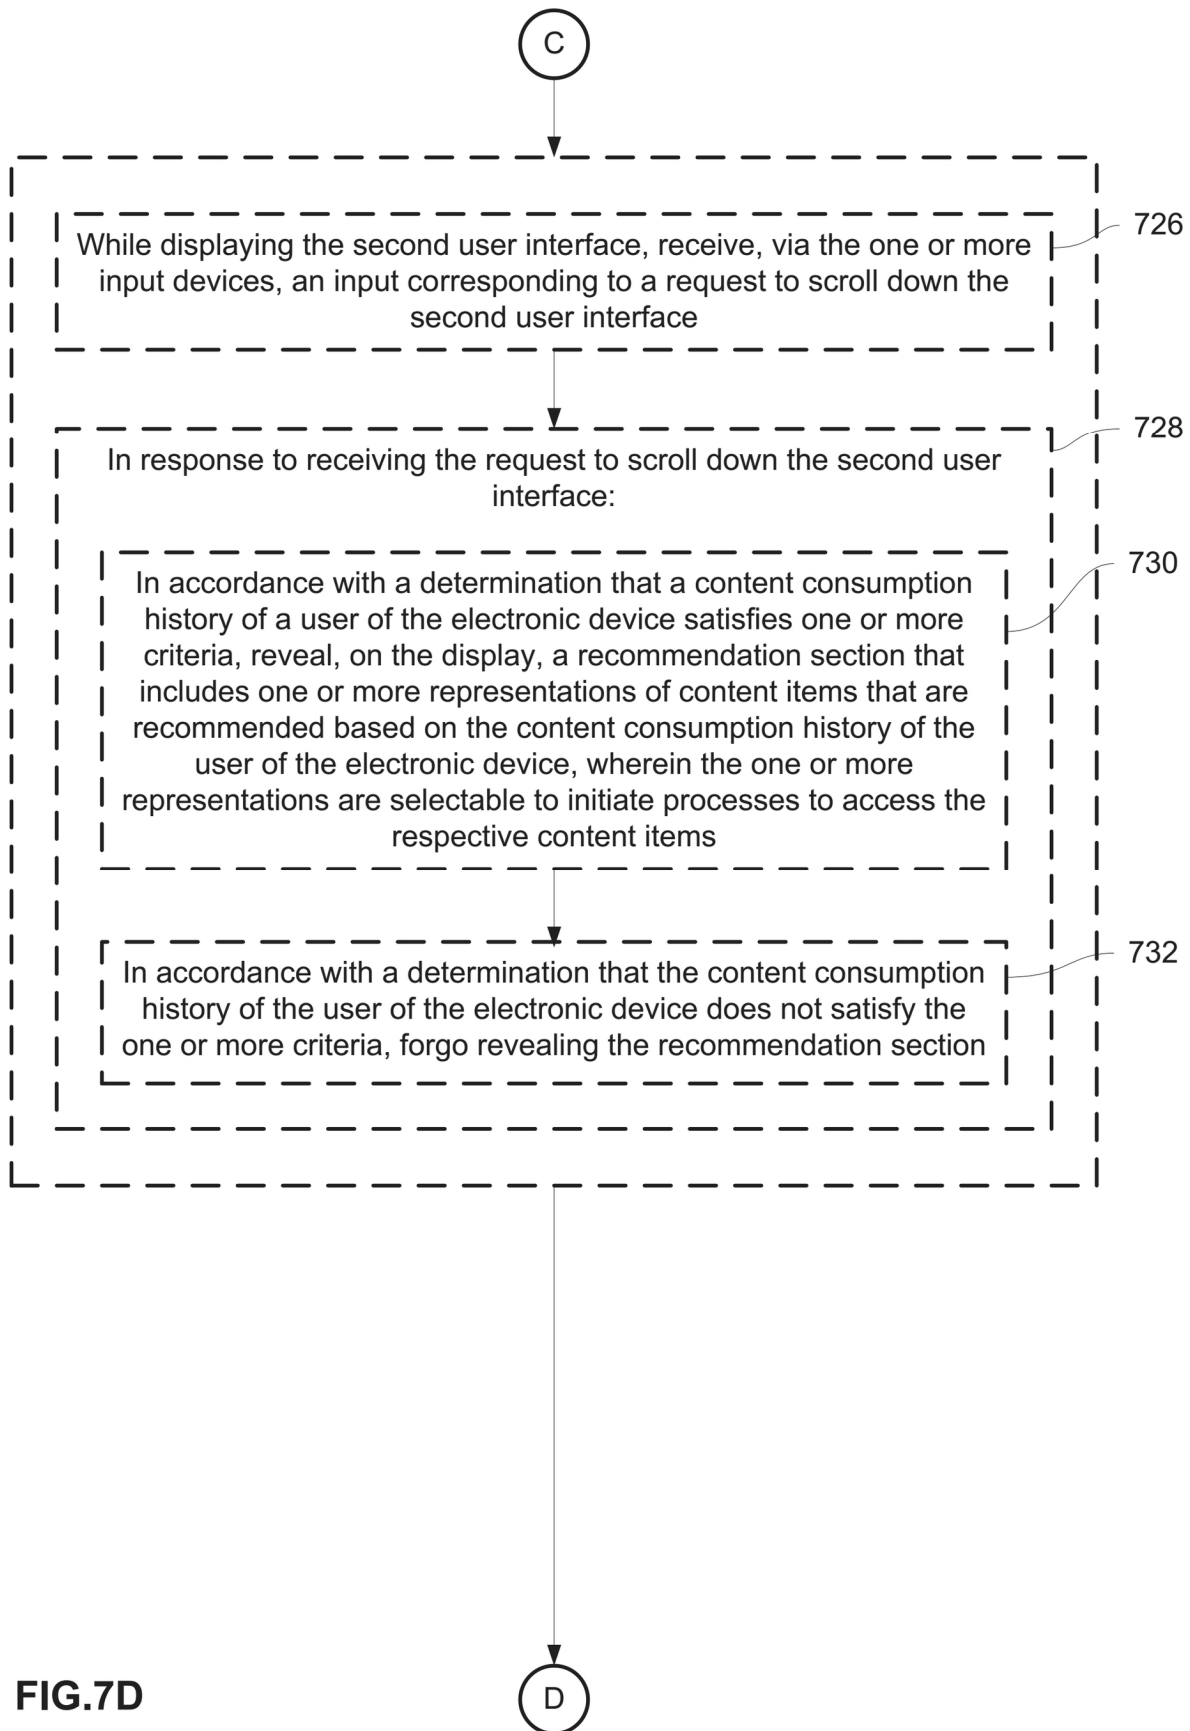 C
While displaying the second user interface, receive, via the one or more
input devices, an input corresponding to a request to scroll down the
second user interface
726
In response to receiving the request to scroll down the second user
interface:
728
In accordance with a determination that a content consumption
history of a user of the electronic device satisfies one or more
criteria, reveal, on the display, a recommendation section that
includes one or more representations of content items that are
recommended based on the content consumption history of the
user of the electronic device, wherein the one or more
representations are selectable to initiate processes to access the
respective content items
730
In accordance with a determination that the content consumption
history of the user of the electronic device does not satisfy the
one or more criteria, forgo revealing the recommendation section
732
D
FIG.7D